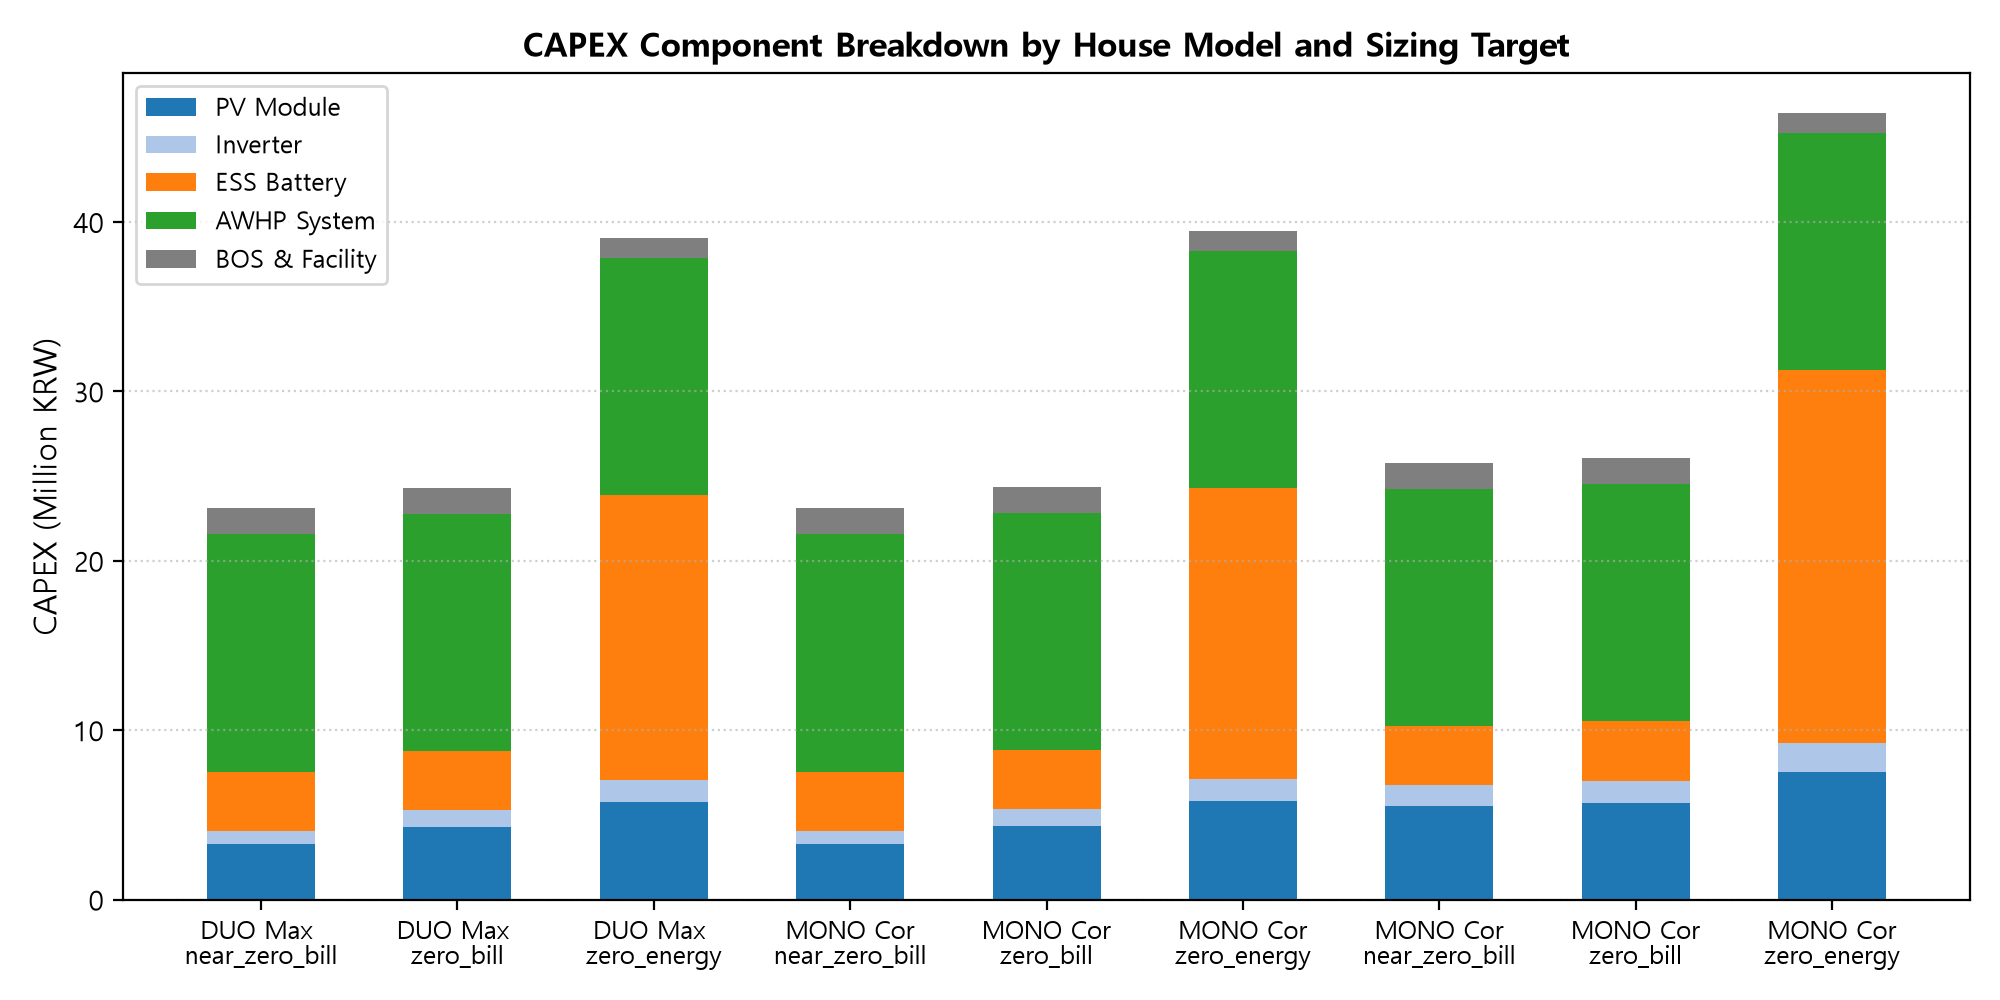 CAPEX Component Breakdown by House Model and Sizing Target
PV Module
Inverter
ESS Battery
AWHP System
BOS & Facility
CAPEX (Million KRW)
40
30
20
10
0
DUO Max
near_zero_bill
DUO Max
zero_bill
DUO Max
zero_energy
MONO Cor
near_zero_bill
MONO Cor
zero_bill
MONO Cor
zero_energy
MONO Cor
near_zero_bill
MONO Cor
zero_bill
MONO Cor
zero_energy